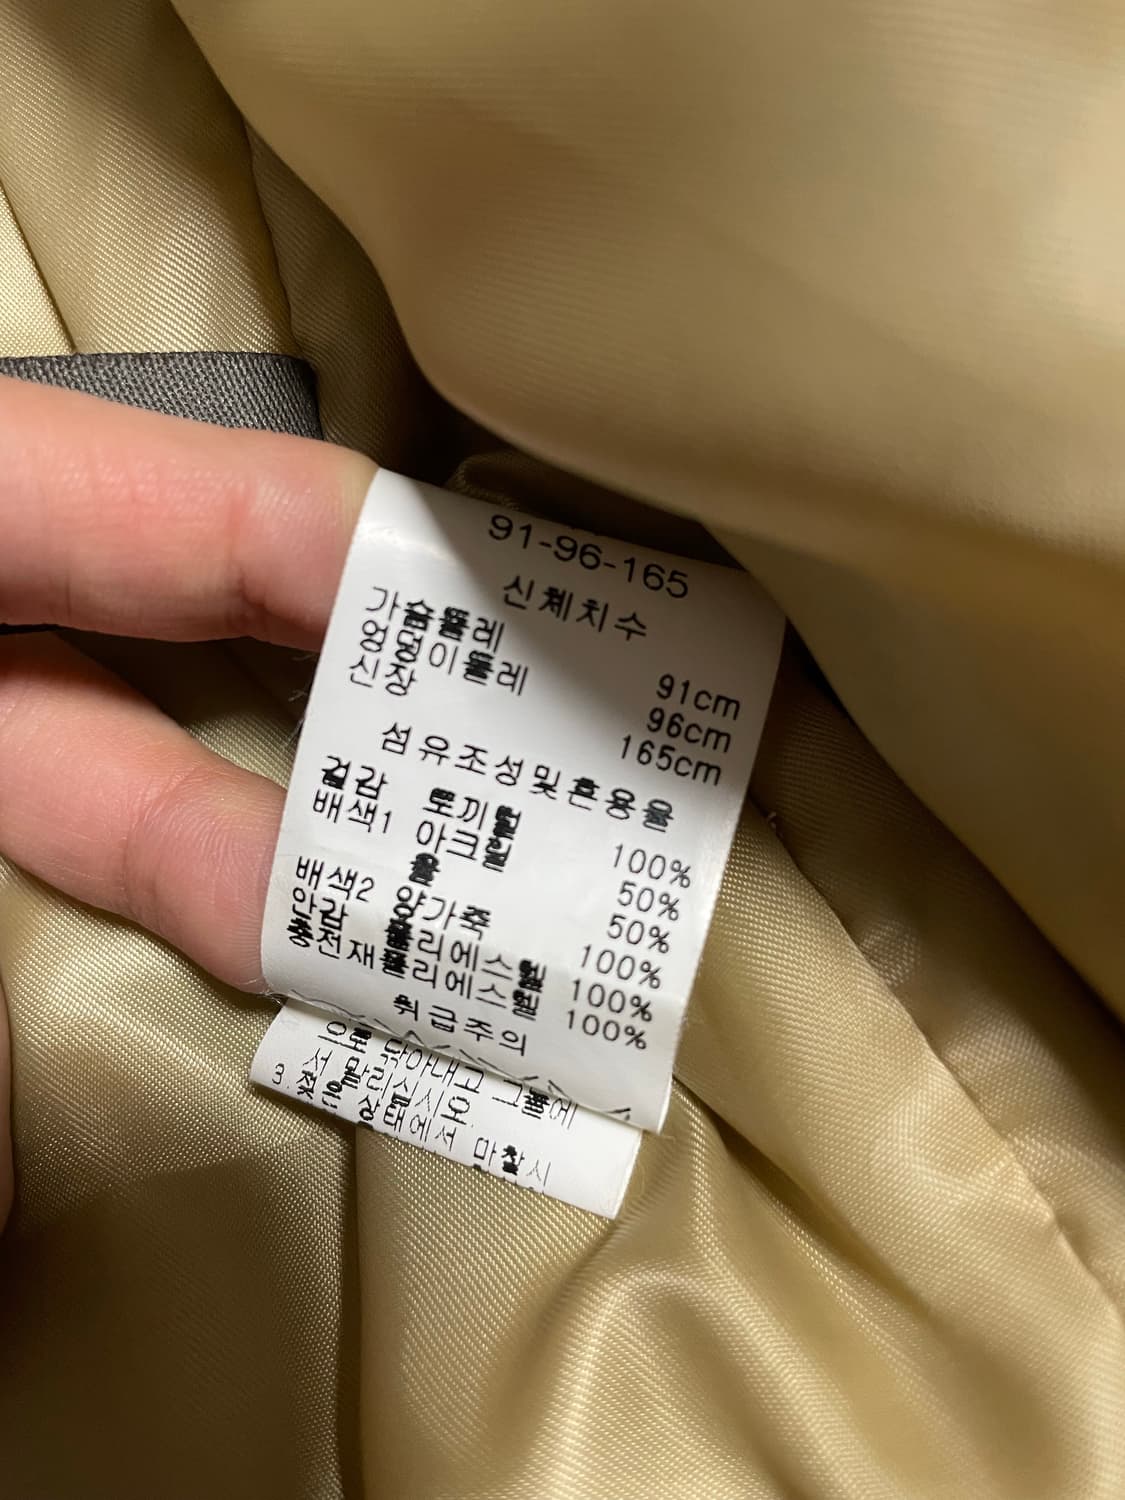 91-96-165
신체치수
가슴둘레 91cm
엉덩이둘레 96cm
신장 165cm
섬유조성및혼용율
겉감 토끼털 100%
배색1 아크릴 50%
울 50%
배색2 양가죽 100%
안감 폴리에스텔 100%
충전재 폴리에스텔 100%
취급주의
으로 닦아내고 그늘에
서 말리십시오.
3. 젖은 상태에서 마찰시